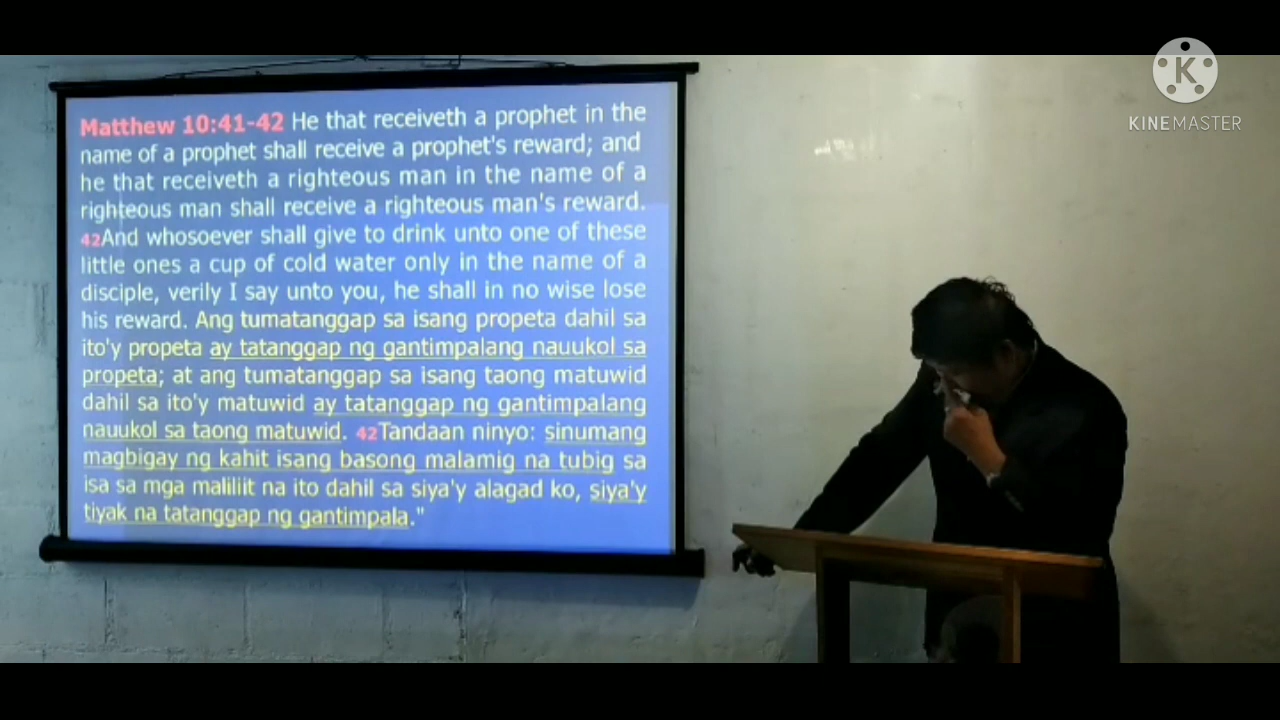 Matthew 10:41-42 He that receiveth a prophet in the
name of a prophet shall receive a prophet's reward; and
he that receiveth a righteous man in the name of a
righteous man shall receive a righteous man's reward.
42And whosoever shall give to drink unto one of these
little ones a cup of cold water only in the name of a
disciple, verily I say unto you, he shall in no wise lose
his reward. Ang tumatanggap sa isang propeta dahil sa
ito'y propeta ay tatanggap ng gantimpalang nauukol sa
propeta; at ang tumatanggap sa isang taong matuwid
dahil sa ito'y matuwid ay tatanggap ng gantimpalang
nauukol sa taong matuwid. 42Tandaan ninyo: sinumang
magbigay ng kahit isang basong malamig na tubig sa
isa sa mga maliliit na ito dahil sa siya'y alagad ko, siya'y
tiyak na tatanggap ng gantimpala."
K
KINEMASTER